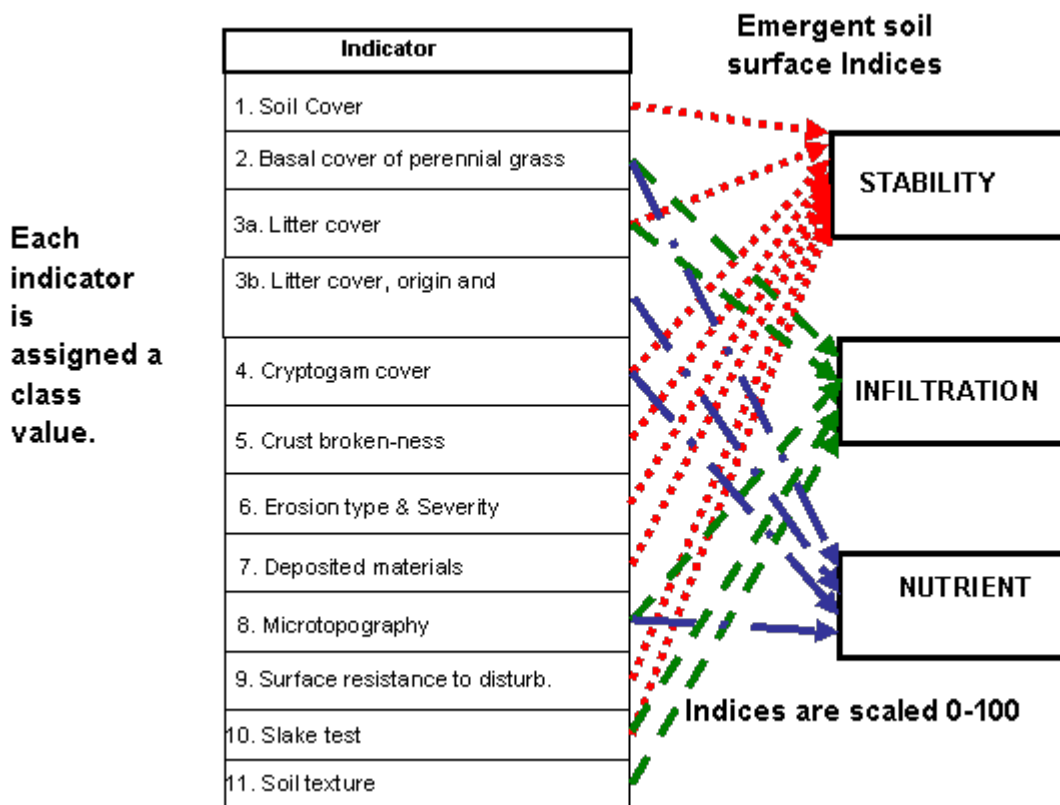 Each
indicator
is
assigned a
class
value.
Indicator
1. Soil Cover
2. Basal cover of perennial grass
3a. Litter cover
3b. Litter cover, origin and
4. Cryptogam cover
5. Crust broken-ness
6. Erosion type & Severity
7. Deposited materials
8. Microtopography
9. Surface resistance to disturb.
10. Slake test
11. Soil texture
Emergent soil
surface Indices
STABILITY
INFILTRATION
NUTRIENT
Indices are scaled 0-100